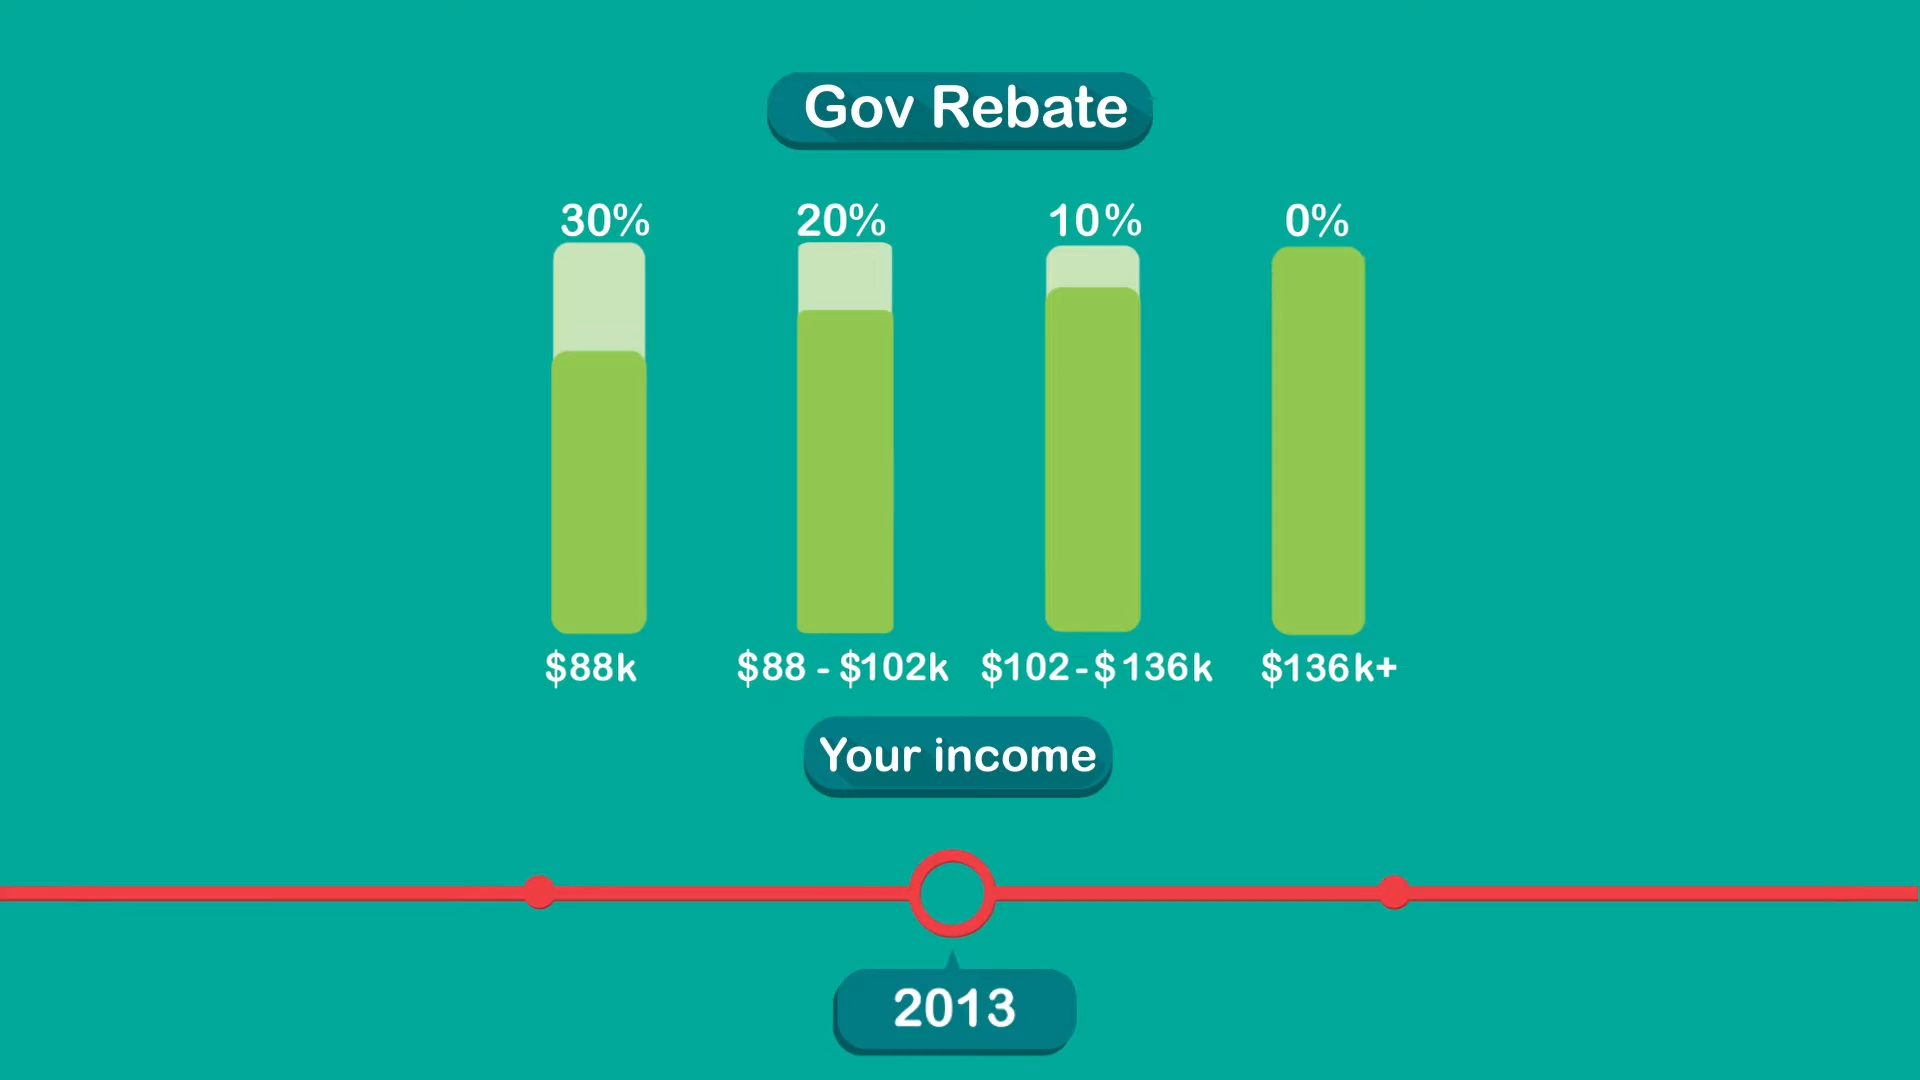 Gov Rebate
30% 20% 10% 0%
$88k $88 - $102k $102-$136k $136k+
Your income
2013